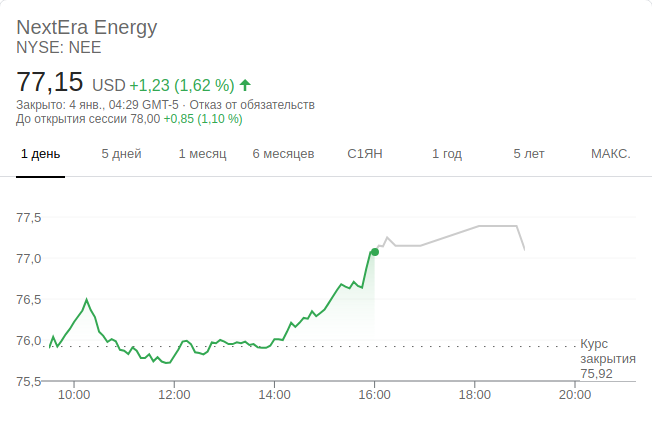 NextEra Energy
NYSE: NEE
77,15 USD +1,23 (1,62 %)
Закрыто: 4 янв., 04:29 GMT-5 · Отказ от обязательств
До открытия сессии 78,00 +0,85 (1,10 %)
1 день 5 дней 1 месяц 6 месяцев С1ЯН 1 год 5 лет МАКС.
77,5
77,0
76,5
76,0
75,5
Курс
закрытия
75,92
10:00 12:00 14:00 16:00 18:00 20:00